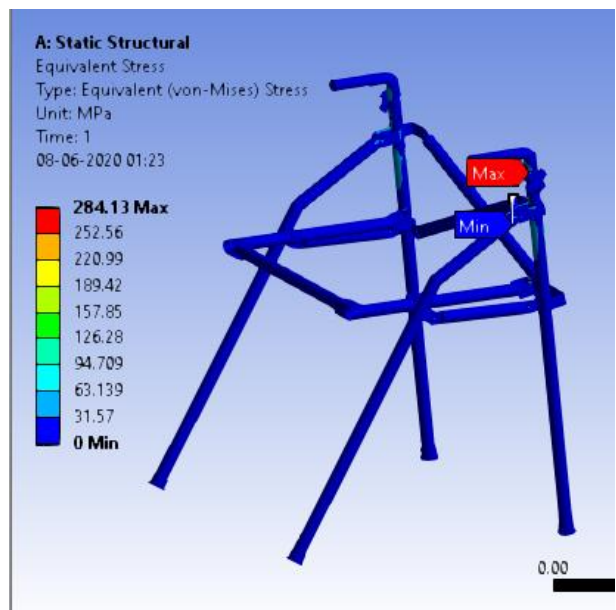 A: Static Structural
Equivalent Stress
Type: Equivalent (von-Mises) Stress
Unit: MPa
Time: 1
08-06-2020 01:23
284.13 Max
252.56
220.99
189.42
157.85
126.28
94.709
63.139
31.57
0 Min
Max
Min
0.00